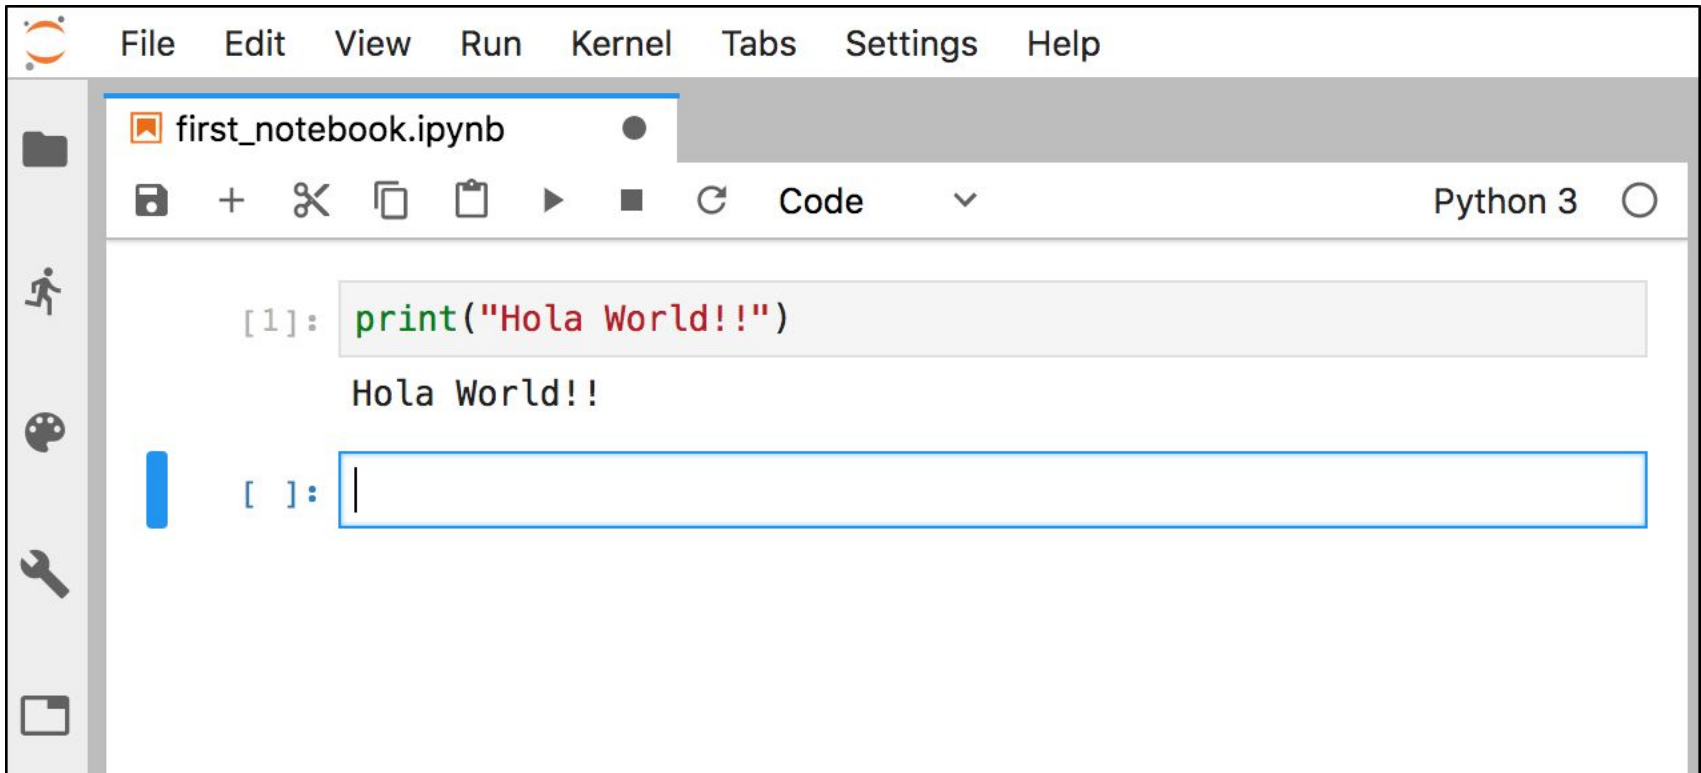 File Edit View Run Kernel Tabs Settings Help
first_notebook.ipynb
Code Python 3
[1]: print("Hola World!!")
Hola World!!
[ ]: